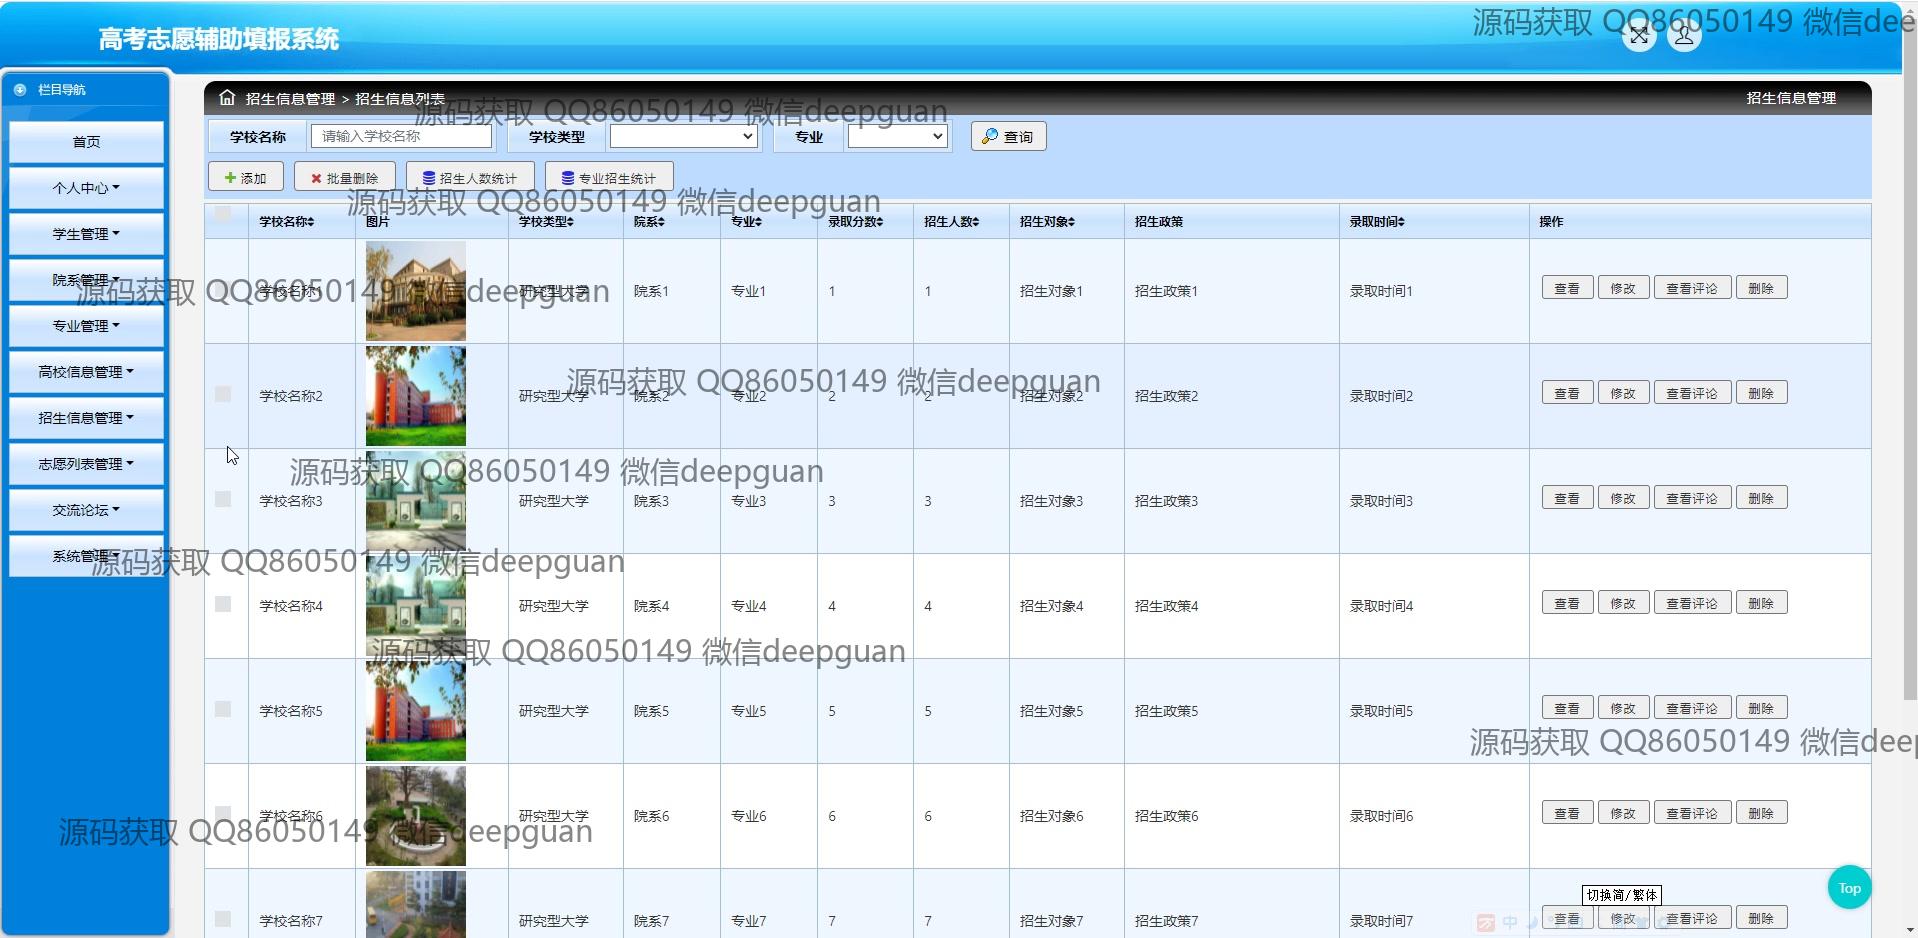 高考志愿辅助填报系统
源码获取 QQ86050149 微信deep
栏目导航
招生信息管理 > 招生信息列表
招生信息管理
源码获取 QQ86050149 微信deepguan
学校名称 请输入学校名称 学校类型 专业 查询
添加 批量删除 招生人数统计 专业招生统计
源码获取 QQ86050149 微信deepguan
首页
个人中心
学生管理
院系管理
专业管理
高校信息管理
招生信息管理
志愿列表管理
交流论坛
系统管理
学校名称 图片 学校类型 院系 专业 录取分数 招生人数 招生对象 招生政策 录取时间 操作
学校名称1 研究型大学 院系1 专业1 1 1 招生对象1 招生政策1 录取时间1 查看 修改 查看评论 删除
源码获取 QQ86050149 微信deepguan
学校名称2 研究型大学 院系2 专业2 2 2 招生对象2 招生政策2 录取时间2 查看 修改 查看评论 删除
源码获取 QQ86050149 微信deepguan
源码获取 QQ86050149 微信deepguan
学校名称3 研究型大学 院系3 专业3 3 3 招生对象3 招生政策3 录取时间3 查看 修改 查看评论 删除
源码获取 QQ86050149 微信deepguan
学校名称4 研究型大学 院系4 专业4 4 4 招生对象4 招生政策4 录取时间4 查看 修改 查看评论 删除
源码获取 QQ86050149 微信deepguan
学校名称5 研究型大学 院系5 专业5 5 5 招生对象5 招生政策5 录取时间5 查看 修改 查看评论 删除
源码获取 QQ86050149 微信deep
学校名称6 研究型大学 院系6 专业6 6 6 招生对象6 招生政策6 录取时间6 查看 修改 查看评论 删除
源码获取 QQ86050149 微信deepguan
Top
切换简/繁体
学校名称7 研究型大学 院系7 专业7 7 7 招生对象7 招生政策7 录取时间7 查看 修改 查看评论 删除
中